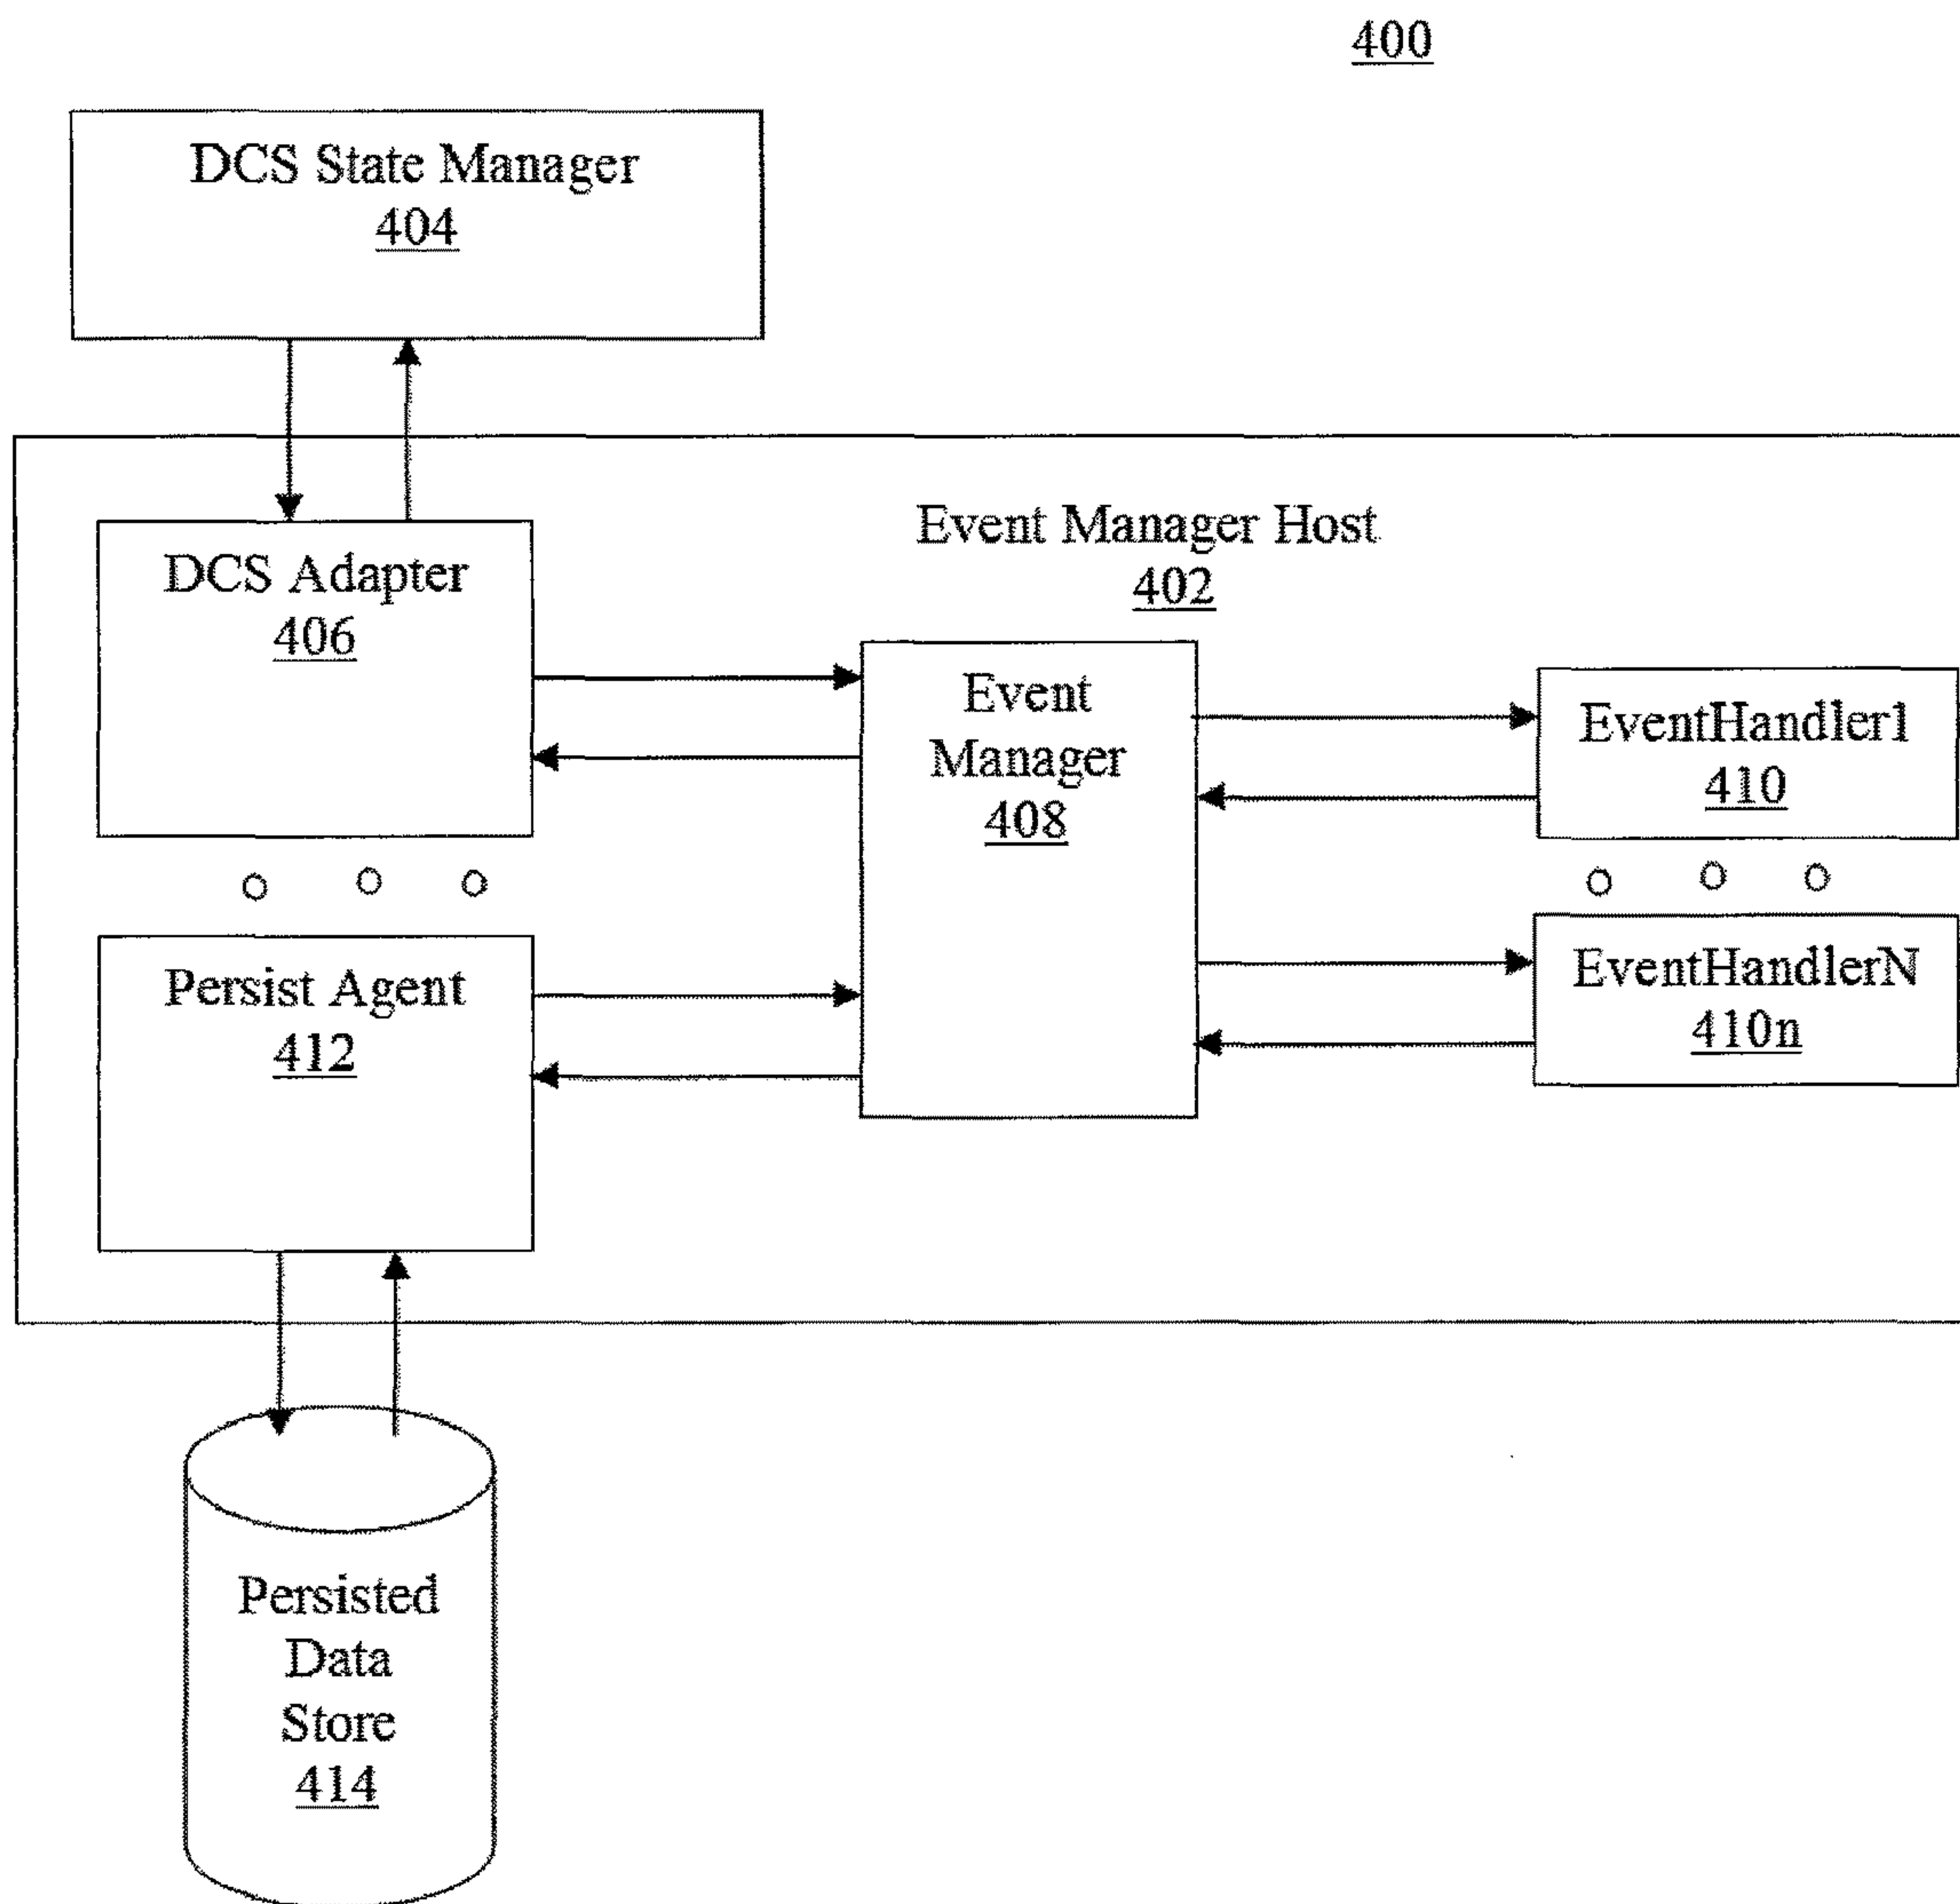 400
DCS State Manager
404
Event Manager Host
402
DCS Adapter
406
Event
Manager
408
EventHandler1
410
EventHandlerN
410n
Persist Agent
412
Persisted
Data
Store
414